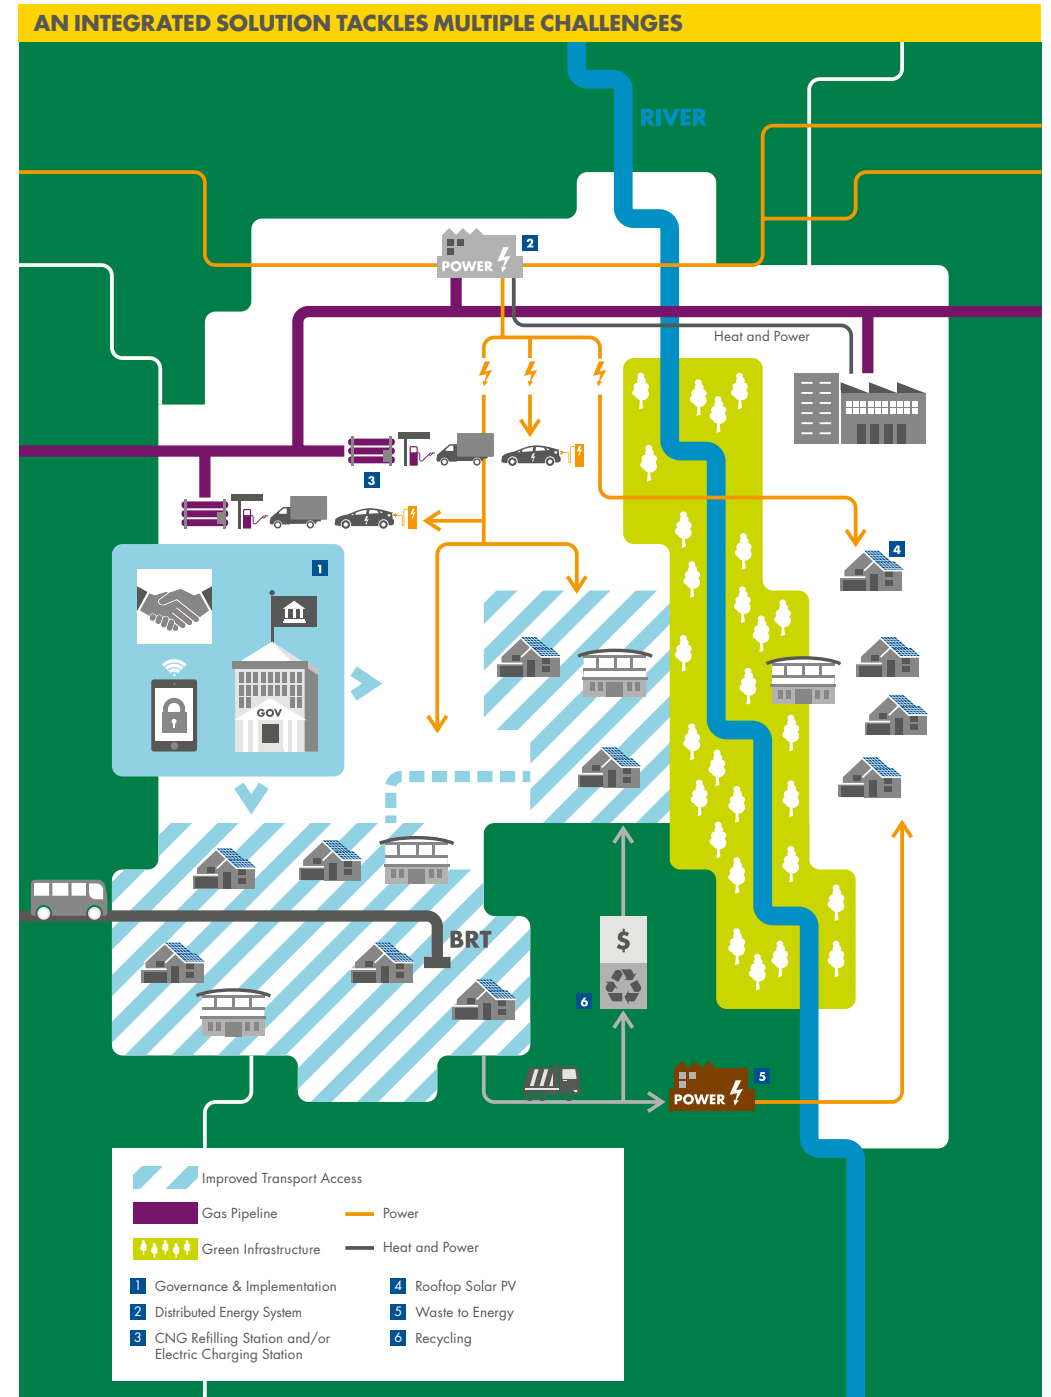 AN INTEGRATED SOLUTION TACKLES MULTIPLE CHALLENGES
RIVER
2
POWER
Heat and Power
3
4
1
GOV
BRT
$
6
5
POWER
Improved Transport Access
Gas Pipeline
Power
Green Infrastructure
Heat and Power
1 Governance & Implementation
4 Rooftop Solar PV
2 Distributed Energy System
5 Waste to Energy
3 CNG Refilling Station and/or
Electric Charging Station
6 Recycling